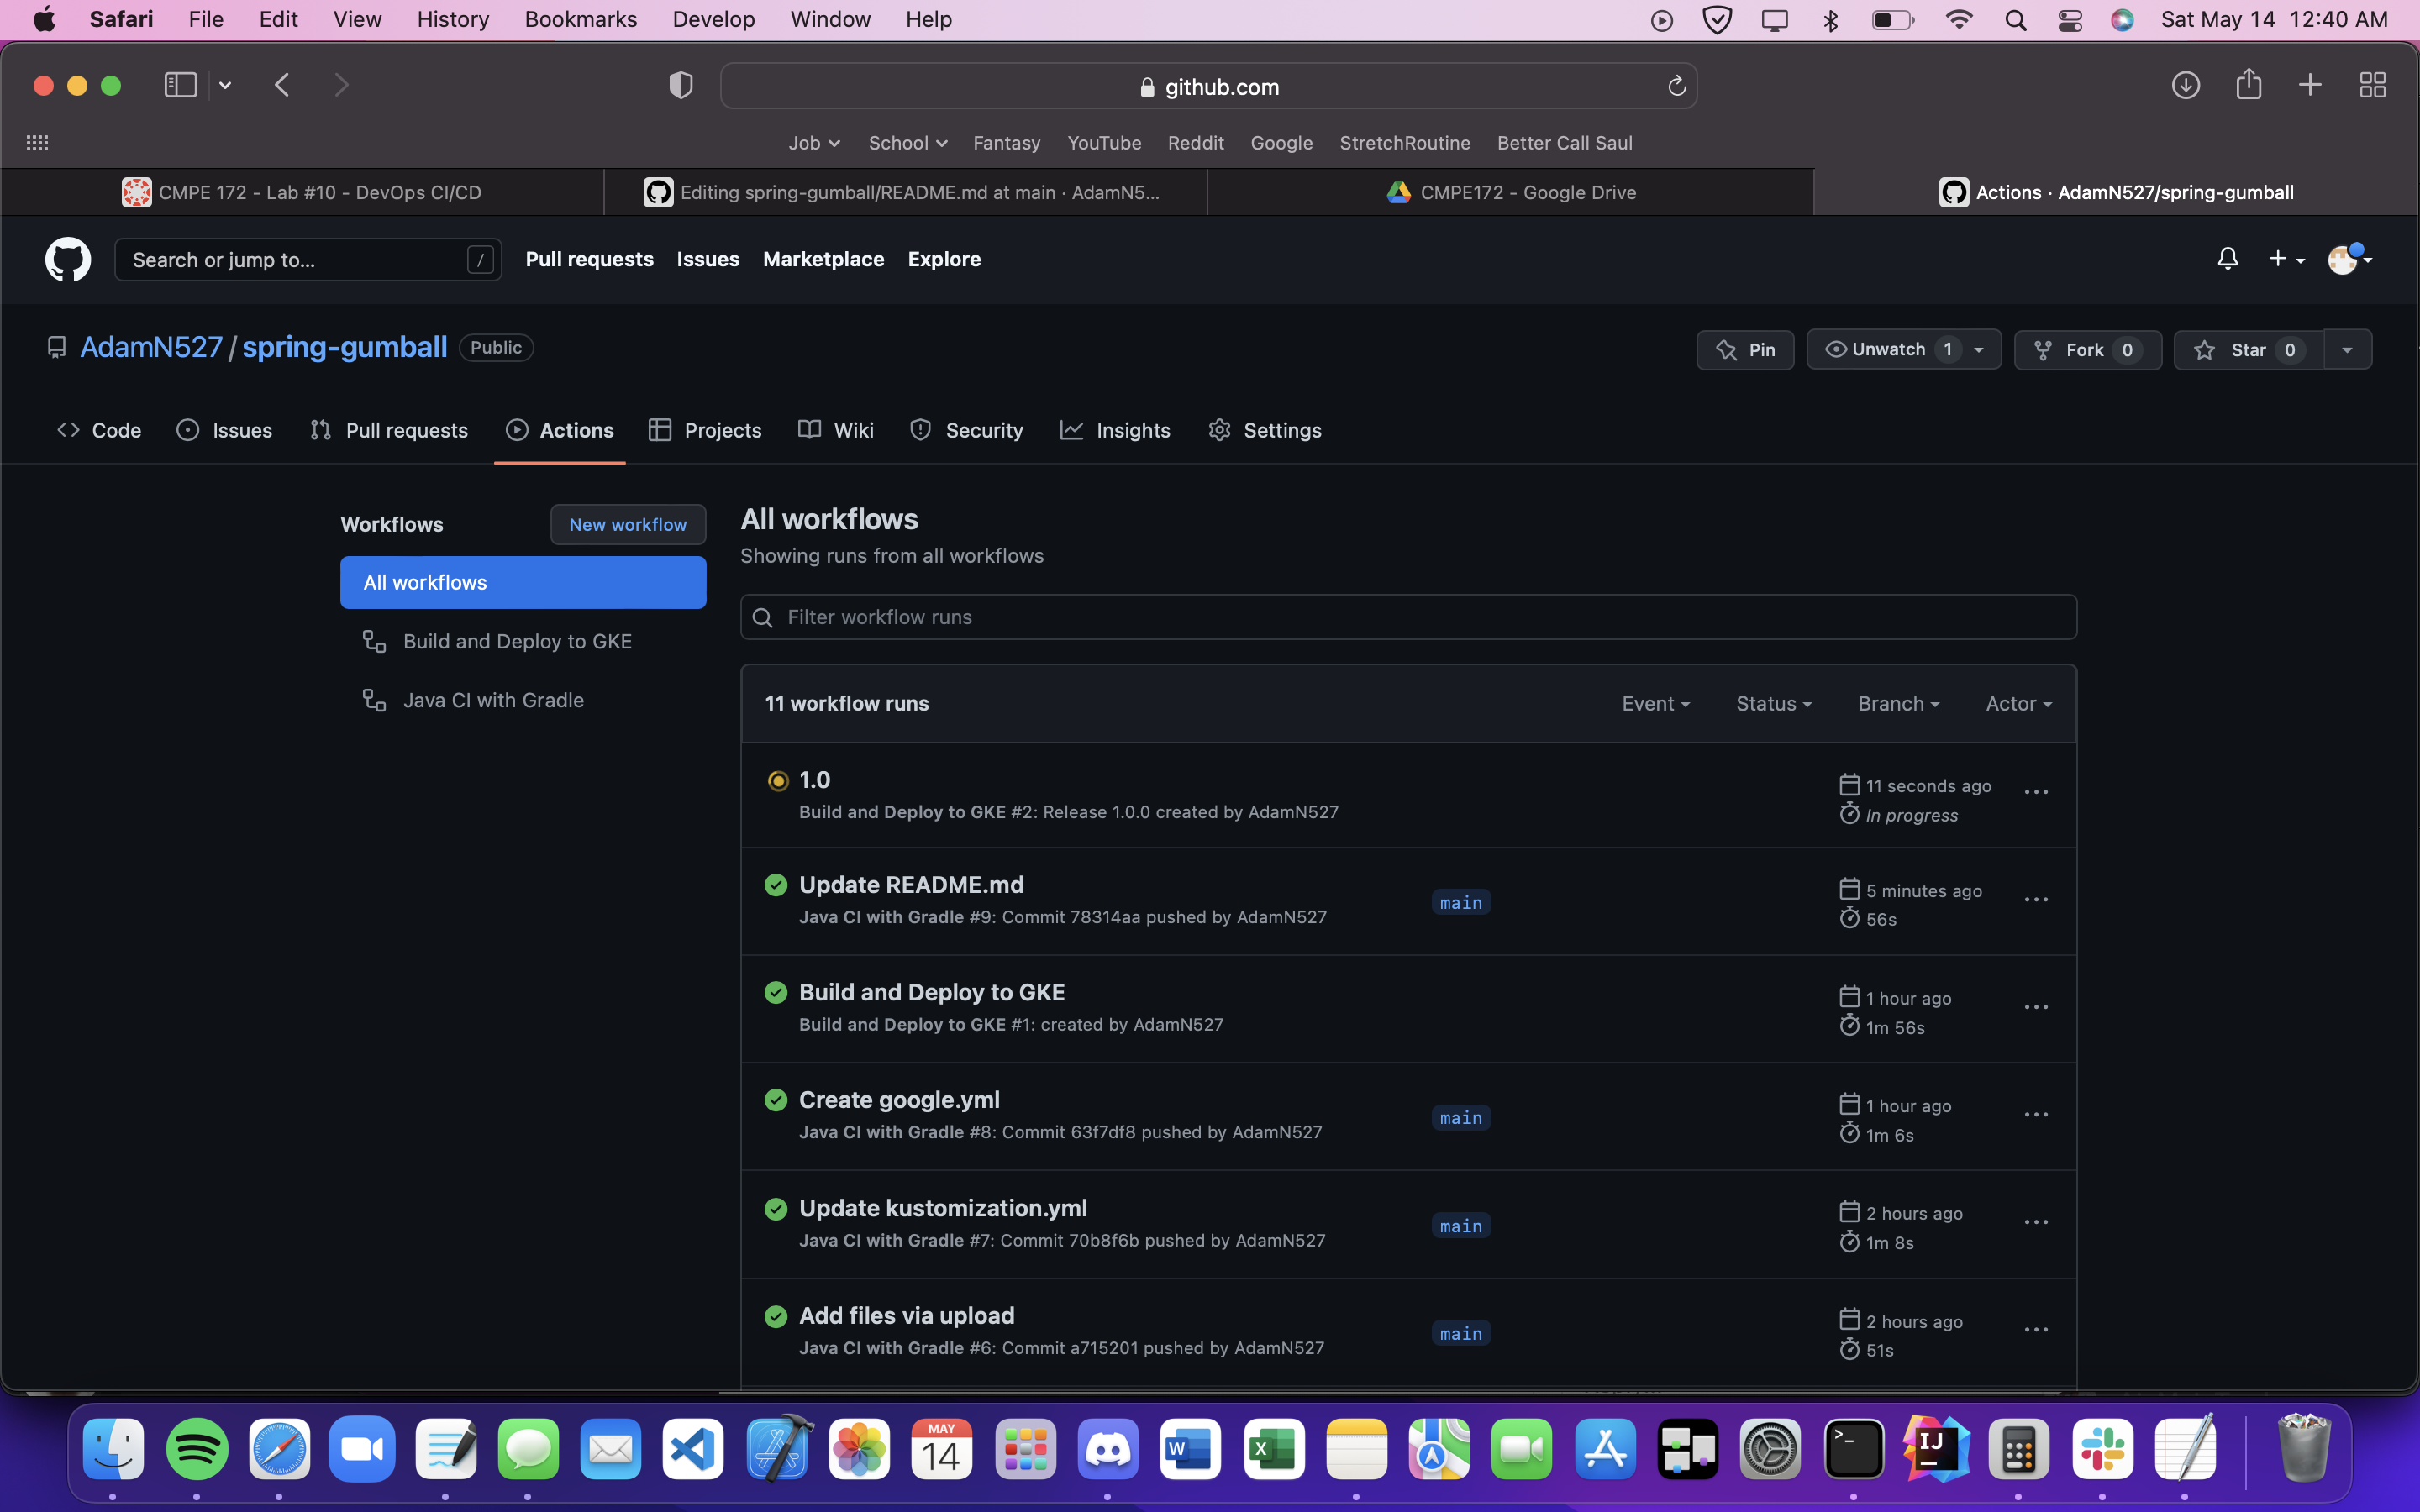 Safari File Edit View History Bookmarks Develop Window Help Sat May 14 12:40 AM
github.com
Job School Fantasy YouTube Reddit Google StretchRoutine Better Call Saul
CMPE 172 - Lab #10 - DevOps CI/CD
Editing spring-gumball/README.md at main · AdamN5...
CMPE172 - Google Drive
Actions · AdamN527/spring-gumball
Search or jump to... /
Pull requests Issues Marketplace Explore
AdamN527 / spring-gumball Public
Pin Unwatch 1 Fork 0 Star 0
Code Issues Pull requests Actions Projects Wiki Security Insights Settings
Workflows New workflow
All workflows
Build and Deploy to GKE
Java CI with Gradle
All workflows
Showing runs from all workflows
Filter workflow runs
11 workflow runs Event Status Branch Actor
1.0
Build and Deploy to GKE #2: Release 1.0.0 created by AdamN527
11 seconds ago
In progress
Update README.md
Java CI with Gradle #9: Commit 78314aa pushed by AdamN527
main
5 minutes ago
56s
Build and Deploy to GKE
Build and Deploy to GKE #1: created by AdamN527
1 hour ago
1m 56s
Create google.yml
Java CI with Gradle #8: Commit 63f7df8 pushed by AdamN527
main
1 hour ago
1m 6s
Update kustomization.yml
Java CI with Gradle #7: Commit 70b8f6b pushed by AdamN527
main
2 hours ago
1m 8s
Add files via upload
Java CI with Gradle #6: Commit a715201 pushed by AdamN527
main
2 hours ago
51s
MAY
14
W
X
>_
IJ